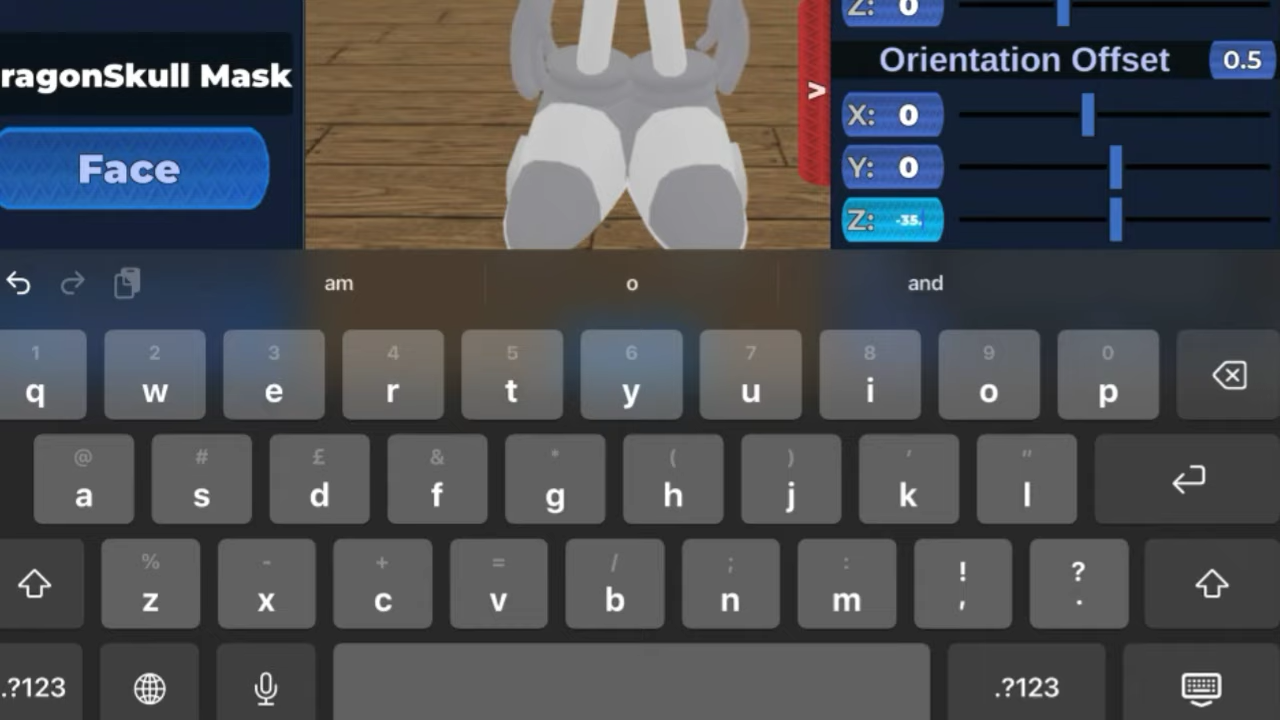 Z: 0
Orientation Offset 0.5
ragonSkull Mask
>
X: 0
Face
Y: 0
Z: -35.
am o and
1 2 3 4 5 6 7 8 9 0
q w e r t y u i o p
@ # £ & * ( ) ' "
a s d f g h j k l
% - + = / ; : ! ?
z x c v b n m , .
.?123 .?123